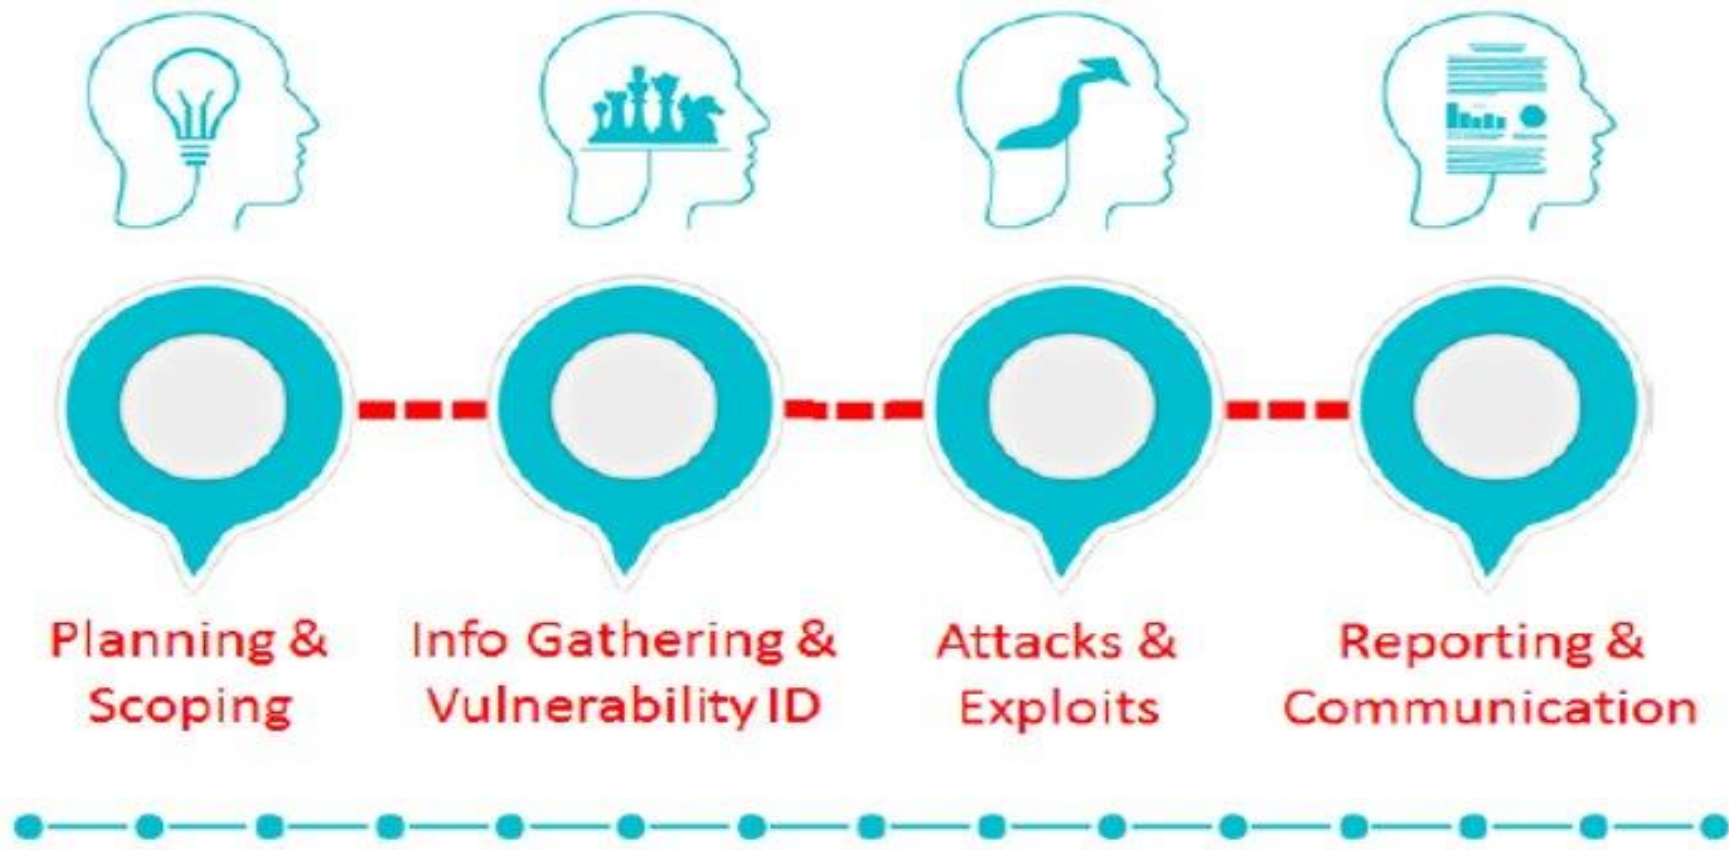 Planning &
Scoping
Info Gathering &
Vulnerability ID
Attacks &
Exploits
Reporting &
Communication